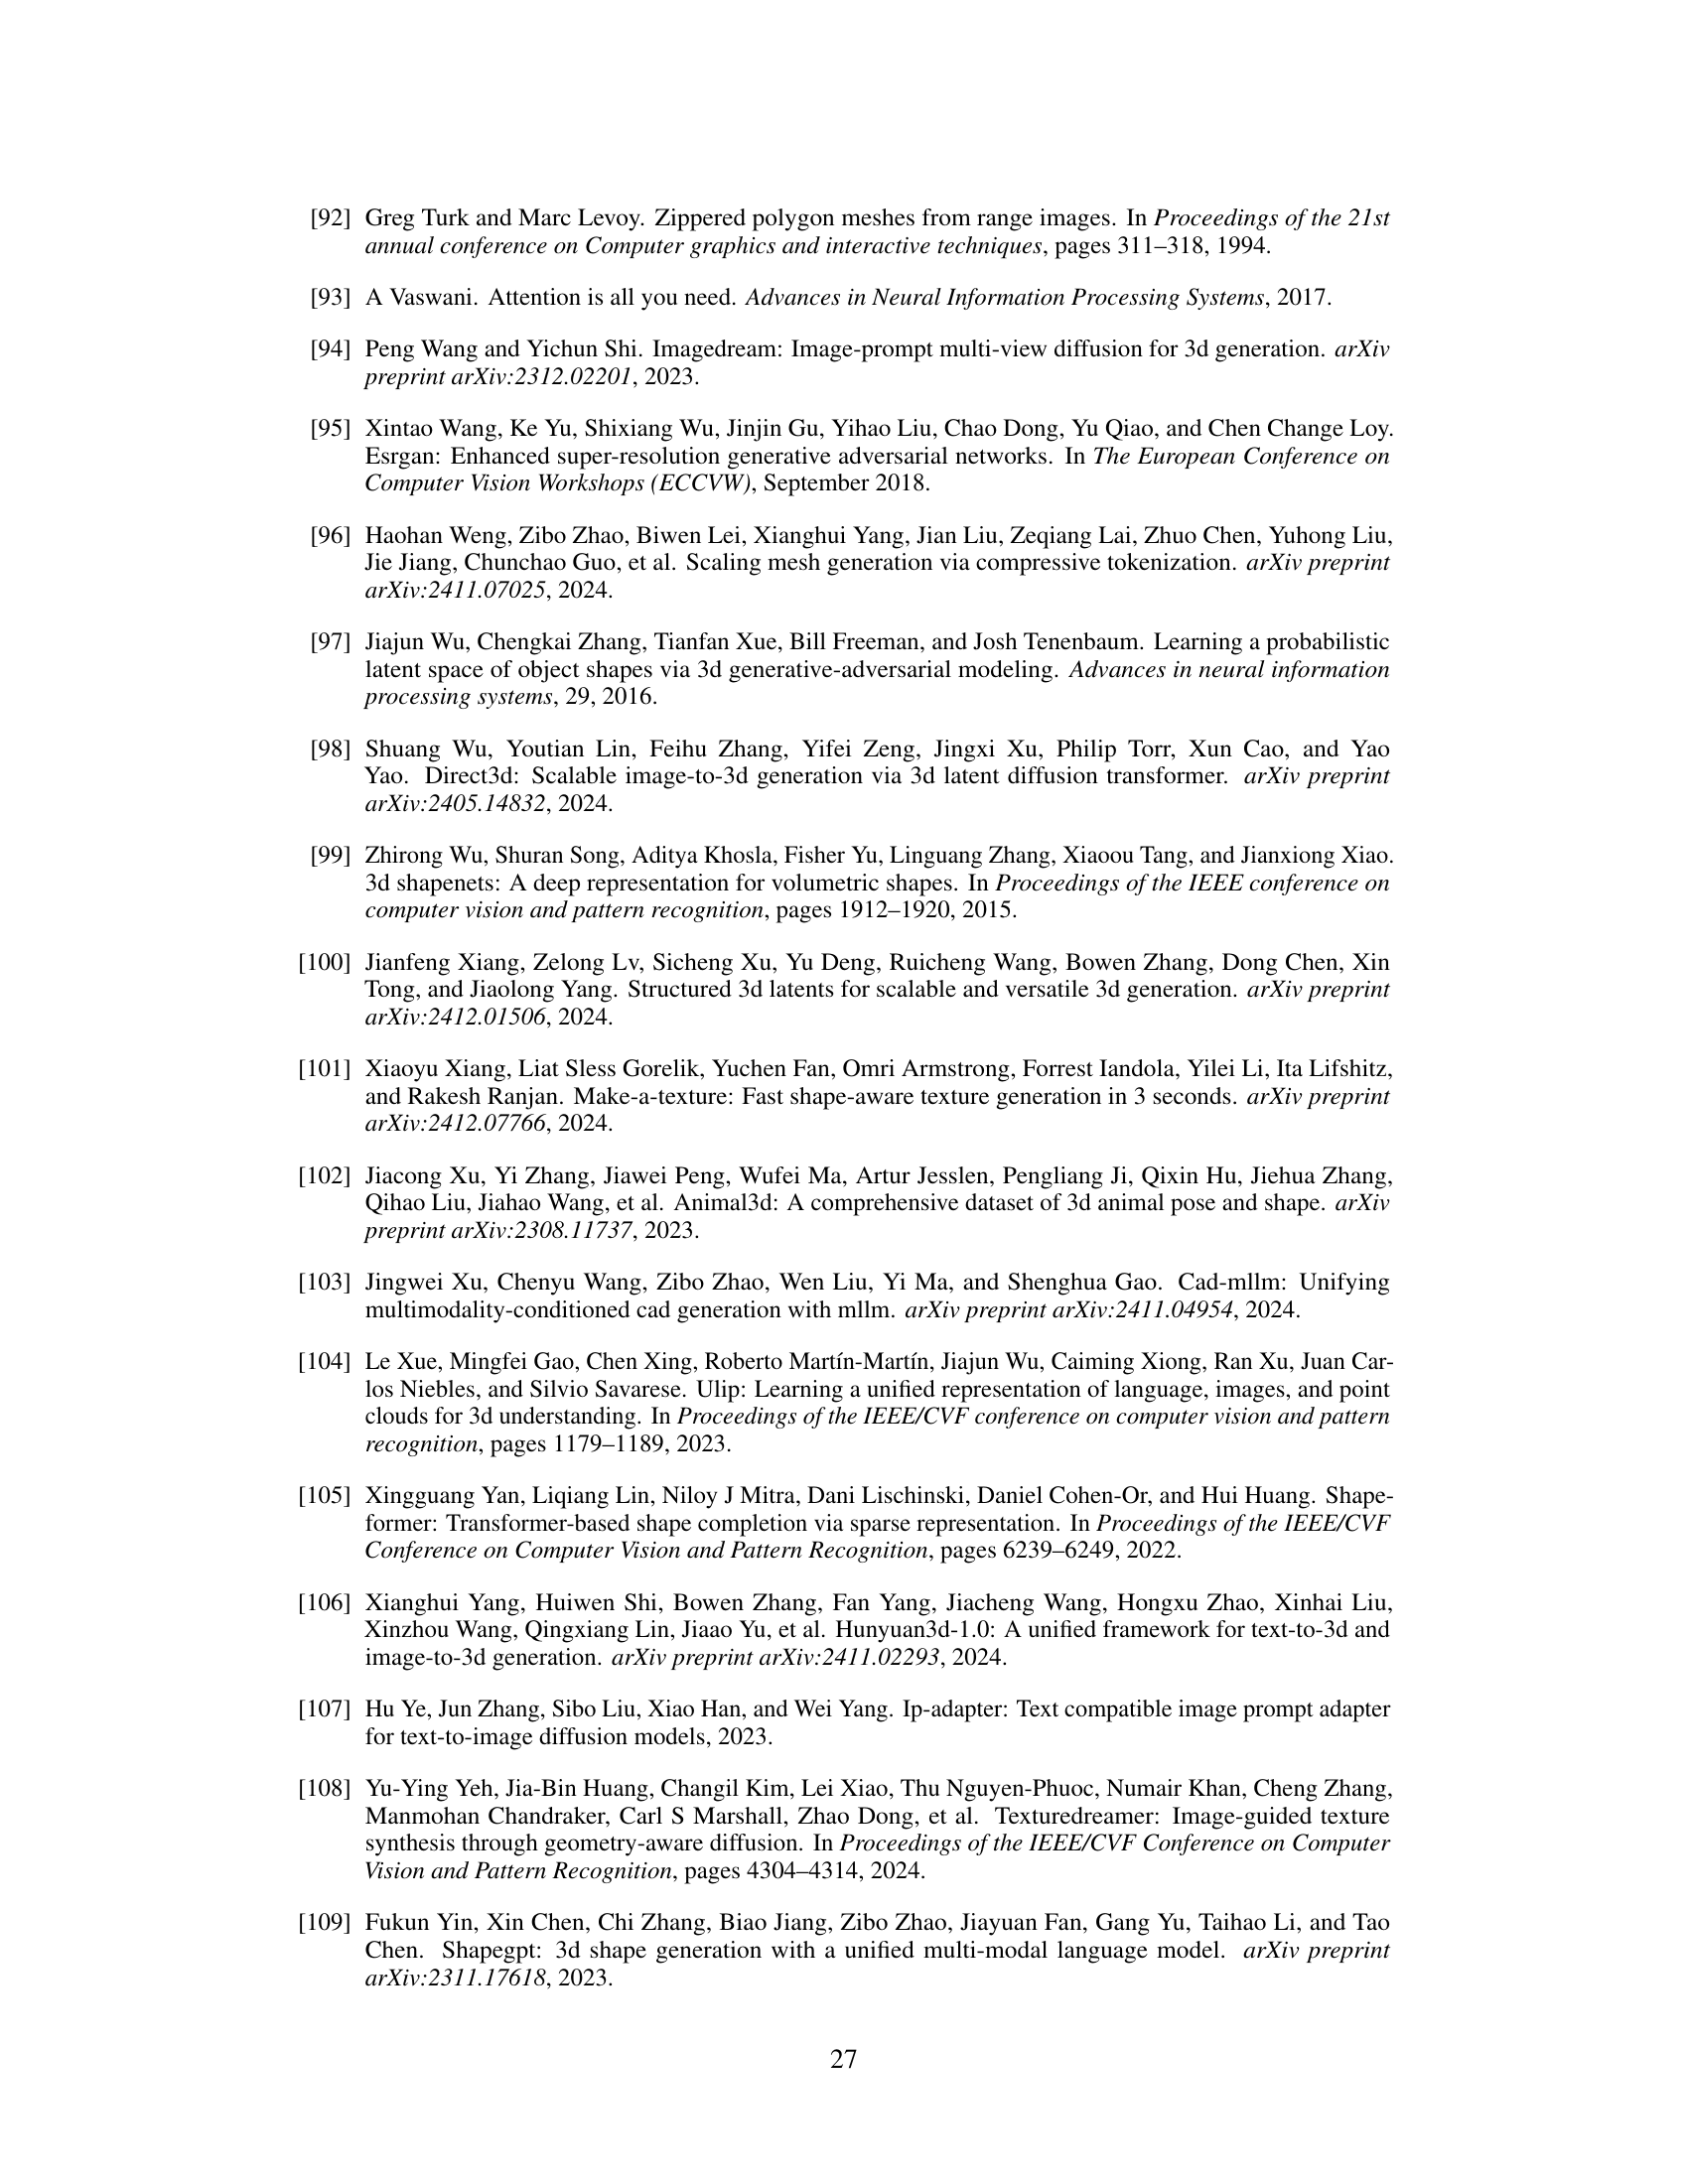 [92] Greg Turk and Marc Levoy. Zippered polygon meshes from range images. In Proceedings of the 21st
annual conference on Computer graphics and interactive techniques, pages 311–318, 1994.
[93] A Vaswani. Attention is all you need. Advances in Neural Information Processing Systems, 2017.
[94] Peng Wang and Yichun Shi. Imagedream: Image-prompt multi-view diffusion for 3d generation. arXiv
preprint arXiv:2312.02201, 2023.
[95] Xintao Wang, Ke Yu, Shixiang Wu, Jinjin Gu, Yihao Liu, Chao Dong, Yu Qiao, and Chen Change Loy.
Esrgan: Enhanced super-resolution generative adversarial networks. In The European Conference on
Computer Vision Workshops (ECCVW), September 2018.
[96] Haohan Weng, Zibo Zhao, Biwen Lei, Xianghui Yang, Jian Liu, Zeqiang Lai, Zhuo Chen, Yuhong Liu,
Jie Jiang, Chunchao Guo, et al. Scaling mesh generation via compressive tokenization. arXiv preprint
arXiv:2411.07025, 2024.
[97] Jiajun Wu, Chengkai Zhang, Tianfan Xue, Bill Freeman, and Josh Tenenbaum. Learning a probabilistic
latent space of object shapes via 3d generative-adversarial modeling. Advances in neural information
processing systems, 29, 2016.
[98] Shuang Wu, Youtian Lin, Feihu Zhang, Yifei Zeng, Jingxi Xu, Philip Torr, Xun Cao, and Yao
Yao. Direct3d: Scalable image-to-3d generation via 3d latent diffusion transformer. arXiv preprint
arXiv:2405.14832, 2024.
[99] Zhirong Wu, Shuran Song, Aditya Khosla, Fisher Yu, Linguang Zhang, Xiaoou Tang, and Jianxiong Xiao.
3d shapenets: A deep representation for volumetric shapes. In Proceedings of the IEEE conference on
computer vision and pattern recognition, pages 1912–1920, 2015.
[100] Jianfeng Xiang, Zelong Lv, Sicheng Xu, Yu Deng, Ruicheng Wang, Bowen Zhang, Dong Chen, Xin
Tong, and Jiaolong Yang. Structured 3d latents for scalable and versatile 3d generation. arXiv preprint
arXiv:2412.01506, 2024.
[101] Xiaoyu Xiang, Liat Sless Gorelik, Yuchen Fan, Omri Armstrong, Forrest Iandola, Yilei Li, Ita Lifshitz,
and Rakesh Ranjan. Make-a-texture: Fast shape-aware texture generation in 3 seconds. arXiv preprint
arXiv:2412.07766, 2024.
[102] Jiacong Xu, Yi Zhang, Jiawei Peng, Wufei Ma, Artur Jesslen, Pengliang Ji, Qixin Hu, Jiehua Zhang,
Qihao Liu, Jiahao Wang, et al. Animal3d: A comprehensive dataset of 3d animal pose and shape. arXiv
preprint arXiv:2308.11737, 2023.
[103] Jingwei Xu, Chenyu Wang, Zibo Zhao, Wen Liu, Yi Ma, and Shenghua Gao. Cad-mllm: Unifying
multimodality-conditioned cad generation with mllm. arXiv preprint arXiv:2411.04954, 2024.
[104] Le Xue, Mingfei Gao, Chen Xing, Roberto Martín-Martín, Jiajun Wu, Caiming Xiong, Ran Xu, Juan Car-
los Niebles, and Silvio Savarese. Ulip: Learning a unified representation of language, images, and point
clouds for 3d understanding. In Proceedings of the IEEE/CVF conference on computer vision and pattern
recognition, pages 1179–1189, 2023.
[105] Xingguang Yan, Liqiang Lin, Niloy J Mitra, Dani Lischinski, Daniel Cohen-Or, and Hui Huang. Shape-
former: Transformer-based shape completion via sparse representation. In Proceedings of the IEEE/CVF
Conference on Computer Vision and Pattern Recognition, pages 6239–6249, 2022.
[106] Xianghui Yang, Huiwen Shi, Bowen Zhang, Fan Yang, Jiacheng Wang, Hongxu Zhao, Xinhai Liu,
Xinzhou Wang, Qingxiang Lin, Jiaao Yu, et al. Hunyuan3d-1.0: A unified framework for text-to-3d and
image-to-3d generation. arXiv preprint arXiv:2411.02293, 2024.
[107] Hu Ye, Jun Zhang, Sibo Liu, Xiao Han, and Wei Yang. Ip-adapter: Text compatible image prompt adapter
for text-to-image diffusion models, 2023.
[108] Yu-Ying Yeh, Jia-Bin Huang, Changil Kim, Lei Xiao, Thu Nguyen-Phuoc, Numair Khan, Cheng Zhang,
Manmohan Chandraker, Carl S Marshall, Zhao Dong, et al. Texturedreamer: Image-guided texture
synthesis through geometry-aware diffusion. In Proceedings of the IEEE/CVF Conference on Computer
Vision and Pattern Recognition, pages 4304–4314, 2024.
[109] Fukun Yin, Xin Chen, Chi Zhang, Biao Jiang, Zibo Zhao, Jiayuan Fan, Gang Yu, Taihao Li, and Tao
Chen. Shapegpt: 3d shape generation with a unified multi-modal language model. arXiv preprint
arXiv:2311.17618, 2023.
27